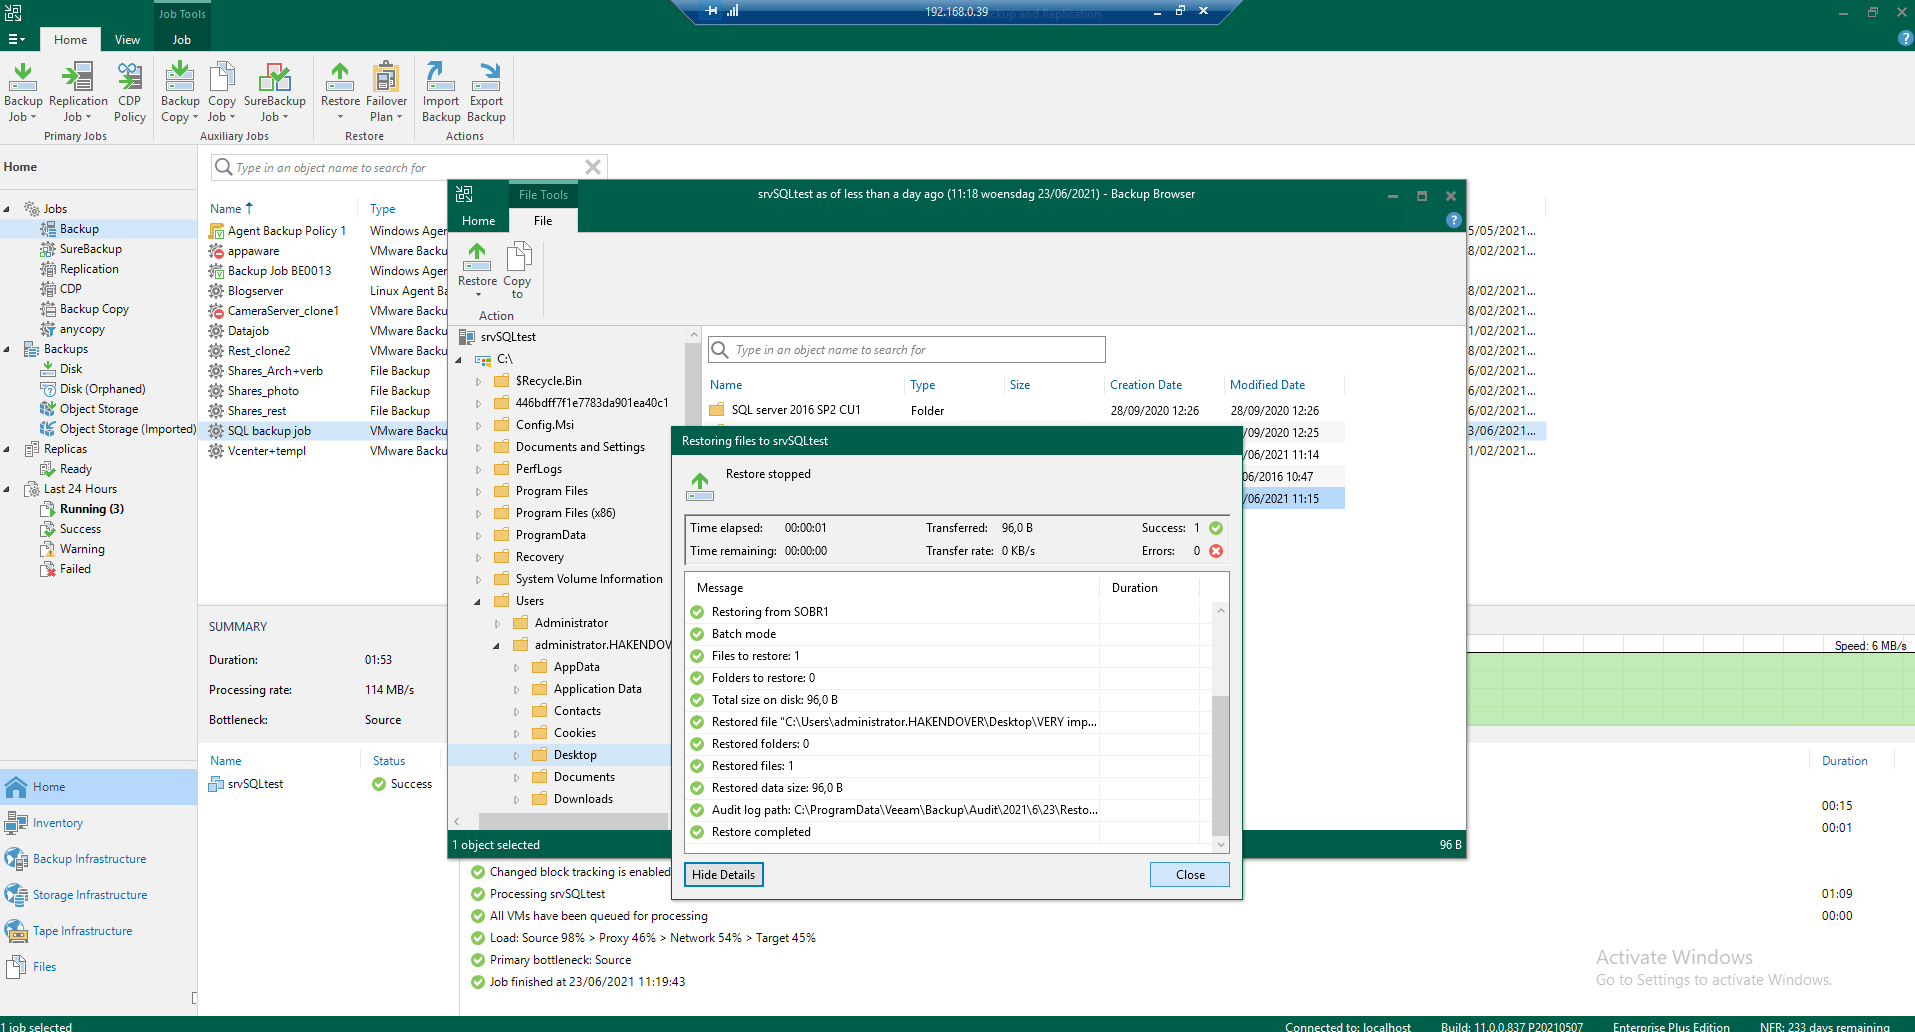 Job Tools
192.168.0.39
ckup and Replication
Home View Job
Backup Job
Replication Job
CDP Policy
Backup Copy
Copy Job
SureBackup Job
Restore
Failover Plan
Import Backup
Export Backup
Primary Jobs
Auxiliary Jobs
Restore
Actions
Home
Type in an object name to search for
Jobs
Backup
SureBackup
Replication
CDP
Backup Copy
anycopy
Backups
Disk
Disk (Orphaned)
Object Storage
Object Storage (Imported)
Replicas
Ready
Last 24 Hours
Running (3)
Success
Warning
Failed
Home
Inventory
Backup Infrastructure
Storage Infrastructure
Tape Infrastructure
Files
Name Type
Agent Backup Policy 1 Windows Ager 5/05/2021...
appaware VMware Backu 8/02/2021...
Backup Job BE0013 Windows Ager
Blogserver Linux Agent Ba 8/02/2021...
CameraServer_clone1 VMware Backu 8/02/2021...
Datajob VMware Backu 1/02/2021...
Rest_clone2 VMware Backu 8/02/2021...
Shares_Arch+verb File Backup 6/02/2021...
Shares_photo File Backup 6/02/2021...
Shares_rest File Backup 6/02/2021...
SQL backup job VMware Backu 3/06/2021...
Vcenter+templ VMware Backu 1/02/2021...
SUMMARY
Duration: 01:53
Processing rate: 114 MB/s
Bottleneck: Source
Name Status
srvSQLtest Success
File Tools
srvSQLtest as of less than a day ago (11:18 woensdag 23/06/2021) - Backup Browser
Home File
Restore
Copy to
Action
srvSQLtest
C:\
$Recycle.Bin
446bdff7f1e7783da901ea40c1
Config.Msi
Documents and Settings
PerfLogs
Program Files
Program Files (x86)
ProgramData
Recovery
System Volume Information
Users
Administrator
administrator.HAKENDOV
AppData
Application Data
Contacts
Cookies
Desktop
Documents
Downloads
Type in an object name to search for
Name Type Size Creation Date Modified Date
SQL server 2016 SP2 CU1 Folder 28/09/2020 12:26 28/09/2020 12:26
/09/2020 12:25
/06/2021 11:14
06/2016 10:47
/06/2021 11:15
1 object selected
96 B
Restoring files to srvSQLtest
Restore stopped
Time elapsed: 00:00:01 Transferred: 96,0 B Success: 1
Time remaining: 00:00:00 Transfer rate: 0 KB/s Errors: 0
Message Duration
Restoring from SOBR1
Batch mode
Files to restore: 1
Folders to restore: 0
Total size on disk: 96,0 B
Restored file "C:\Users\administrator.HAKENDOVER\Desktop\VERY imp...
Restored folders: 0
Restored files: 1
Restored data size: 96,0 B
Audit log path: C:\ProgramData\Veeam\Backup\Audit\2021\6\23\Resto...
Restore completed
Hide Details
Close
Speed: 6 MB/s
Duration
00:15
00:01
Changed block tracking is enabled
Processing srvSQLtest 01:09
All VMs have been queued for processing 00:00
Load: Source 98% > Proxy 46% > Network 54% > Target 45%
Primary bottleneck: Source
Job finished at 23/06/2021 11:19:43
Activate Windows
Go to Settings to activate Windows.
1 job selected
Connected to: localhost Build: 11.0.0.837 P20210507 Enterprise Plus Edition NFR: 233 days remaining